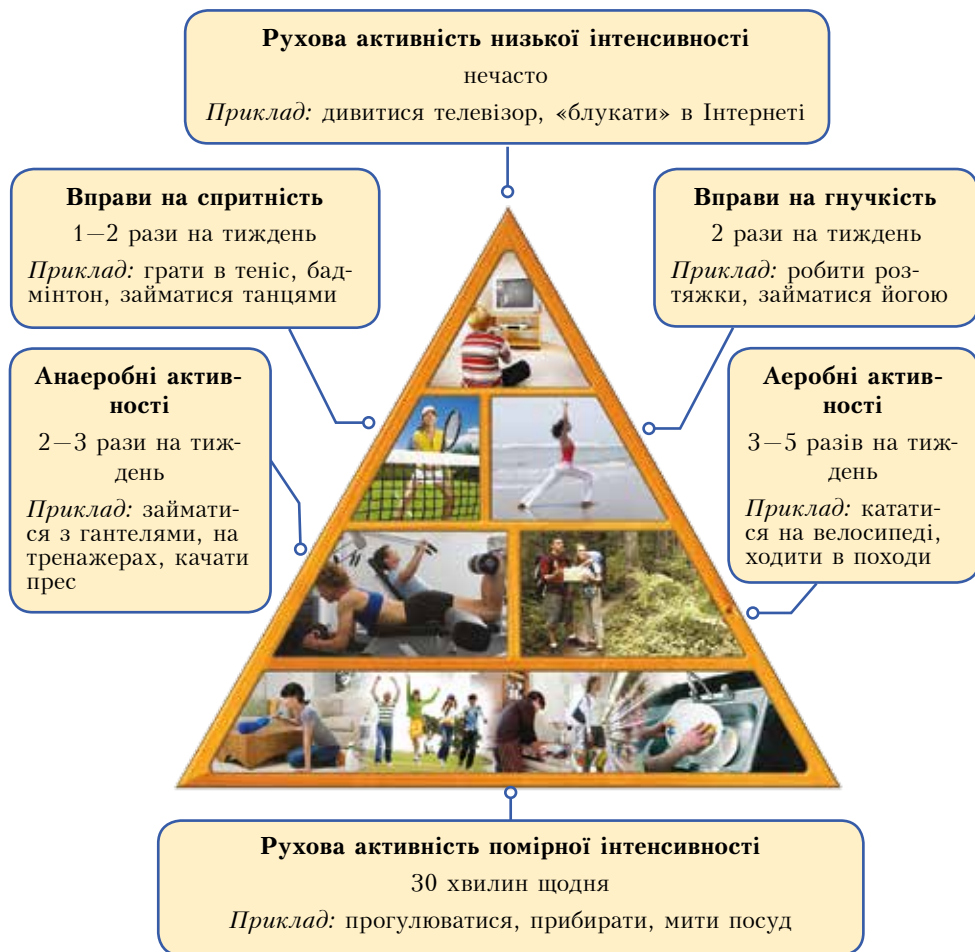 Рухова активність низької інтенсивності
нечасто
Приклад: дивитися телевізор, «блукати» в Інтернеті
Вправи на спритність
1—2 рази на тиждень
Приклад: грати в теніс, бад-
мінтон, займатися танцями
Вправи на гнучкість
2 рази на тиждень
Приклад: робити роз-
тяжки, займатися йогою
Анаеробні актив-
ності
2—3 рази на тиж-
день
Приклад: займати-
ся з гантелями, на
тренажерах, качати
прес
Аеробні актив-
ності
3—5 разів на тиж-
день
Приклад: ката­ти-
ся на велосипеді,
ходити в походи
Рухова активність помірної інтенсивності
30 хвилин щодня
Приклад: прогулюватися, прибирати, мити посуд